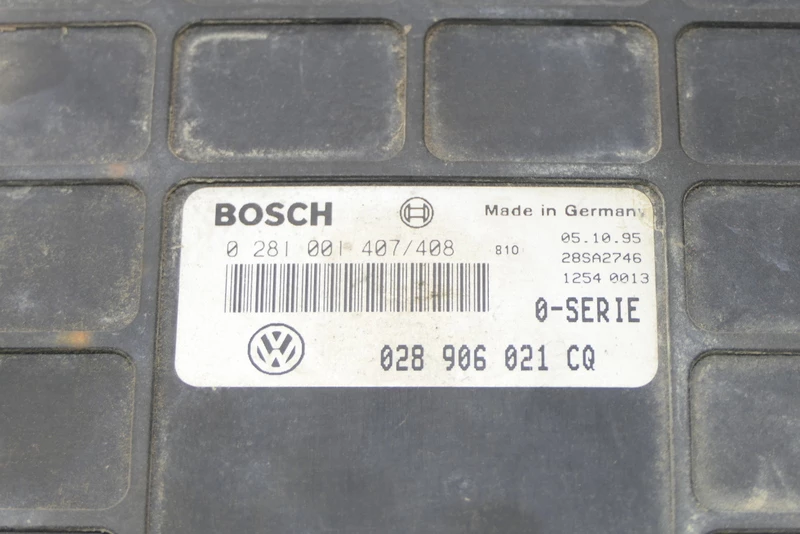 BOSCH Made in Germany
0 281 001 407/408 810 05.10.95
28SA2746
1254 0013
0-SERIE
VW
028 906 021 CQ